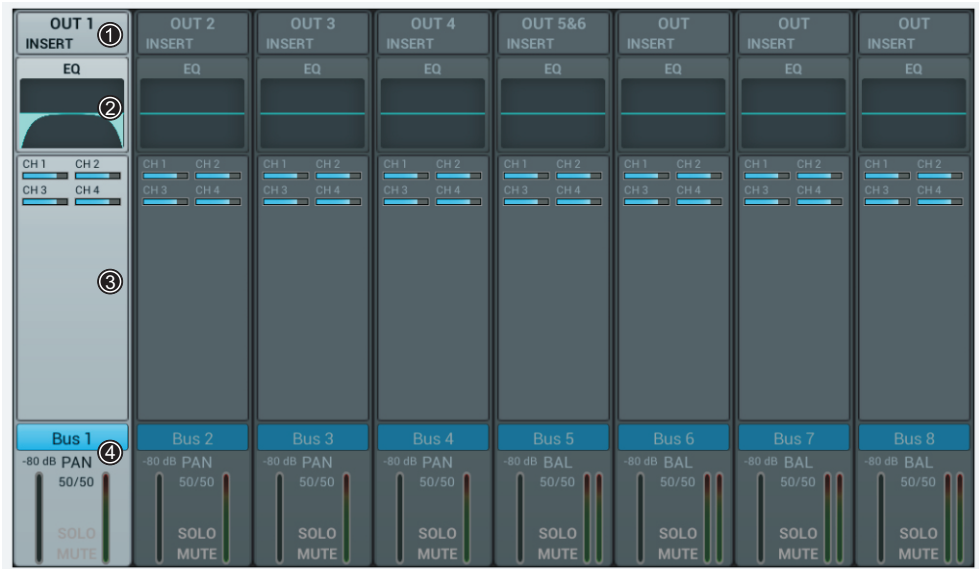 OUT 1 OUT 2 OUT 3 OUT 4 OUT 5&6 OUT OUT OUT
INSERT ① INSERT INSERT INSERT INSERT INSERT INSERT INSERT
EQ EQ EQ EQ EQ EQ EQ EQ
②
CH 1 CH 2 CH 1 CH 2 CH 1 CH 2 CH 1 CH 2 CH 1 CH 2 CH 1 CH 2 CH 1 CH 2 CH 1 CH 2
CH 3 CH 4 CH 3 CH 4 CH 3 CH 4 CH 3 CH 4 CH 3 CH 4 CH 3 CH 4 CH 3 CH 4 CH 3 CH 4
③
Bus 1 Bus 2 Bus 3 Bus 4 Bus 5 Bus 6 Bus 7 Bus 8
-80 dB PAN ④ -80 dB PAN -80 dB PAN -80 dB PAN -80 dB BAL -80 dB BAL -80 dB BAL -80 dB BAL
50/50 50/50 50/50 50/50 50/50 50/50 50/50 50/50
SOLO SOLO SOLO SOLO SOLO SOLO SOLO SOLO
MUTE MUTE MUTE MUTE MUTE MUTE MUTE MUTE